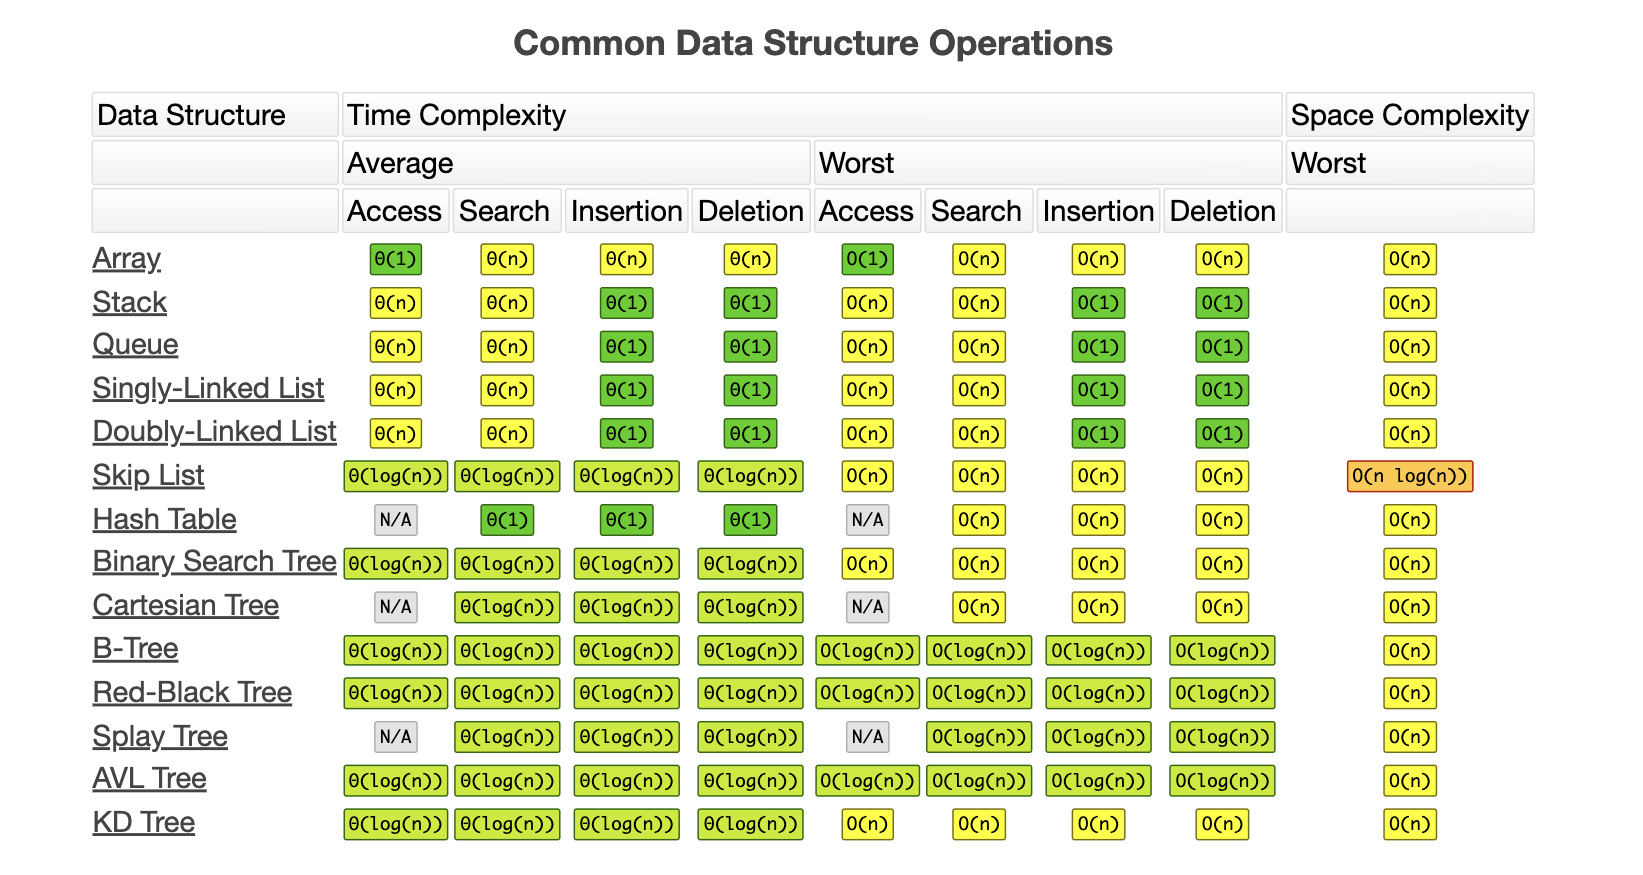 Common Data Structure Operations
Data Structure Time Complexity Space Complexity
Average Worst Worst
Access Search Insertion Deletion Access Search Insertion Deletion
Array Θ(1) Θ(n) Θ(n) Θ(n) O(1) O(n) O(n) O(n) O(n)
Stack Θ(n) Θ(n) Θ(1) Θ(1) O(n) O(n) O(1) O(1) O(n)
Queue Θ(n) Θ(n) Θ(1) Θ(1) O(n) O(n) O(1) O(1) O(n)
Singly-Linked List Θ(n) Θ(n) Θ(1) Θ(1) O(n) O(n) O(1) O(1) O(n)
Doubly-Linked List Θ(n) Θ(n) Θ(1) Θ(1) O(n) O(n) O(1) O(1) O(n)
Skip List Θ(log(n)) Θ(log(n)) Θ(log(n)) Θ(log(n)) O(n) O(n) O(n) O(n) O(n log(n))
Hash Table N/A Θ(1) Θ(1) Θ(1) N/A O(n) O(n) O(n) O(n)
Binary Search Tree Θ(log(n)) Θ(log(n)) Θ(log(n)) Θ(log(n)) O(n) O(n) O(n) O(n) O(n)
Cartesian Tree N/A Θ(log(n)) Θ(log(n)) Θ(log(n)) N/A O(n) O(n) O(n) O(n)
B-Tree Θ(log(n)) Θ(log(n)) Θ(log(n)) Θ(log(n)) O(log(n)) O(log(n)) O(log(n)) O(log(n)) O(n)
Red-Black Tree Θ(log(n)) Θ(log(n)) Θ(log(n)) Θ(log(n)) O(log(n)) O(log(n)) O(log(n)) O(log(n)) O(n)
Splay Tree N/A Θ(log(n)) Θ(log(n)) Θ(log(n)) N/A O(log(n)) O(log(n)) O(log(n)) O(n)
AVL Tree Θ(log(n)) Θ(log(n)) Θ(log(n)) Θ(log(n)) O(log(n)) O(log(n)) O(log(n)) O(log(n)) O(n)
KD Tree Θ(log(n)) Θ(log(n)) Θ(log(n)) Θ(log(n)) O(n) O(n) O(n) O(n) O(n)